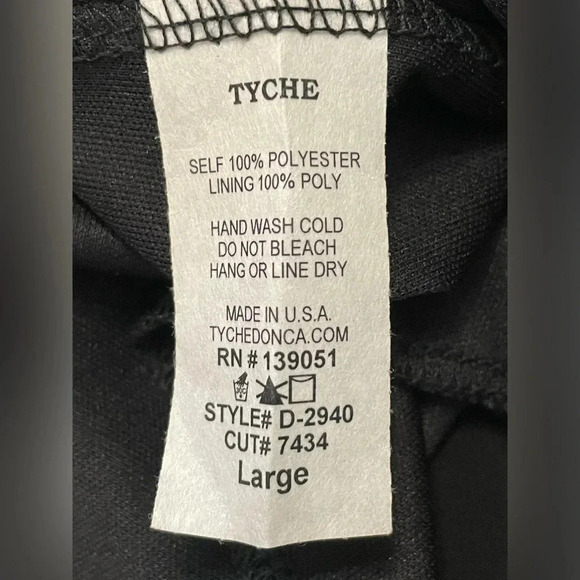 TYCHE
SELF 100% POLYESTER
LINING 100% POLY
HAND WASH COLD
DO NOT BLEACH
HANG OR LINE DRY
MADE IN U.S.A.
TYCHEDONCA.COM
RN # 139051
STYLE# D-2940
CUT# 7434
Large